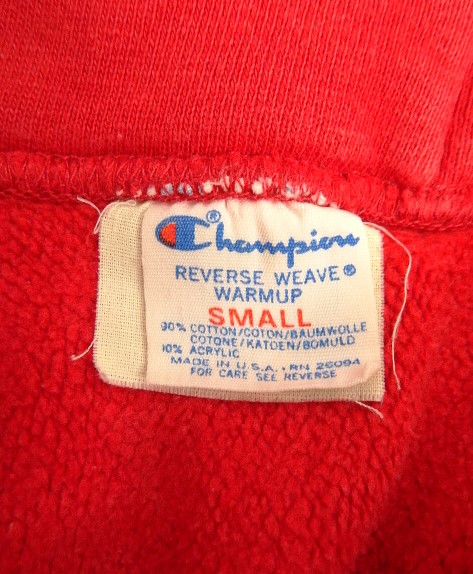 Champion®
REVERSE WEAVE®
WARMUP
SMALL
90% COTTON/COTON/BAUMWOLLE
COTONE/KATOEN/BOMULD
10% ACRYLIC
MADE IN U.S.A. · RN 26094
FOR CARE SEE REVERSE